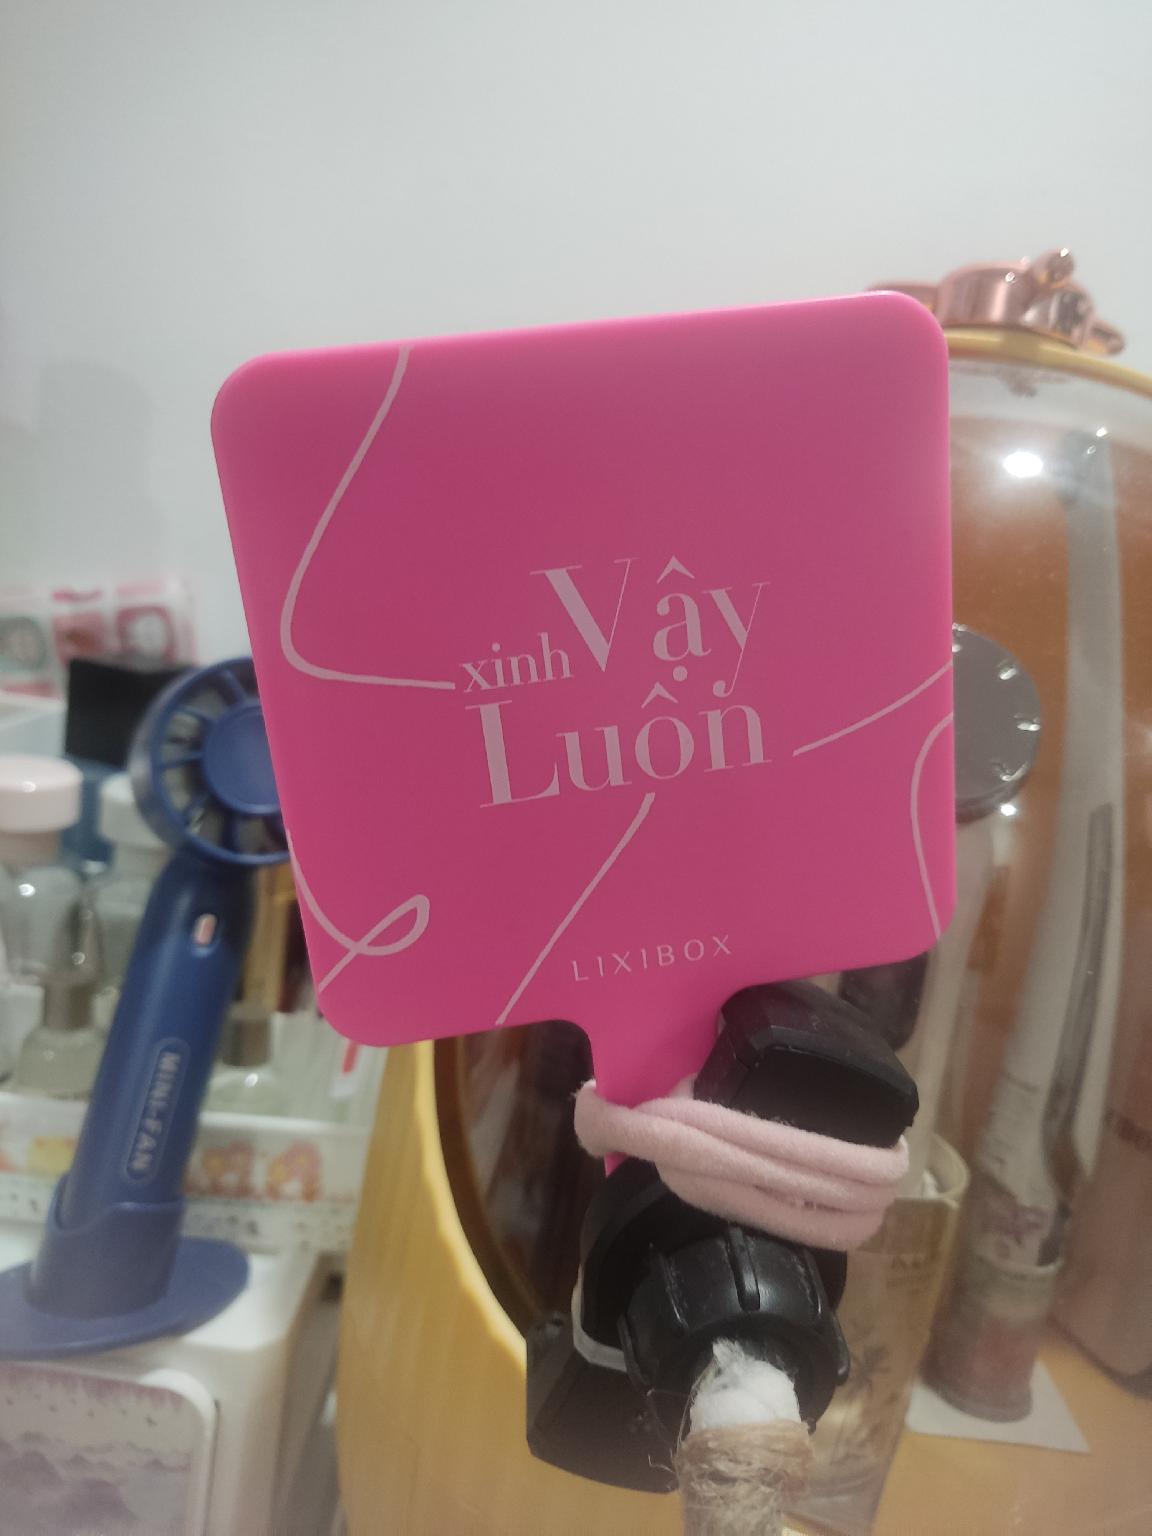 xinh Vậy
Luôn
LIXIBOX
MINI-FAN